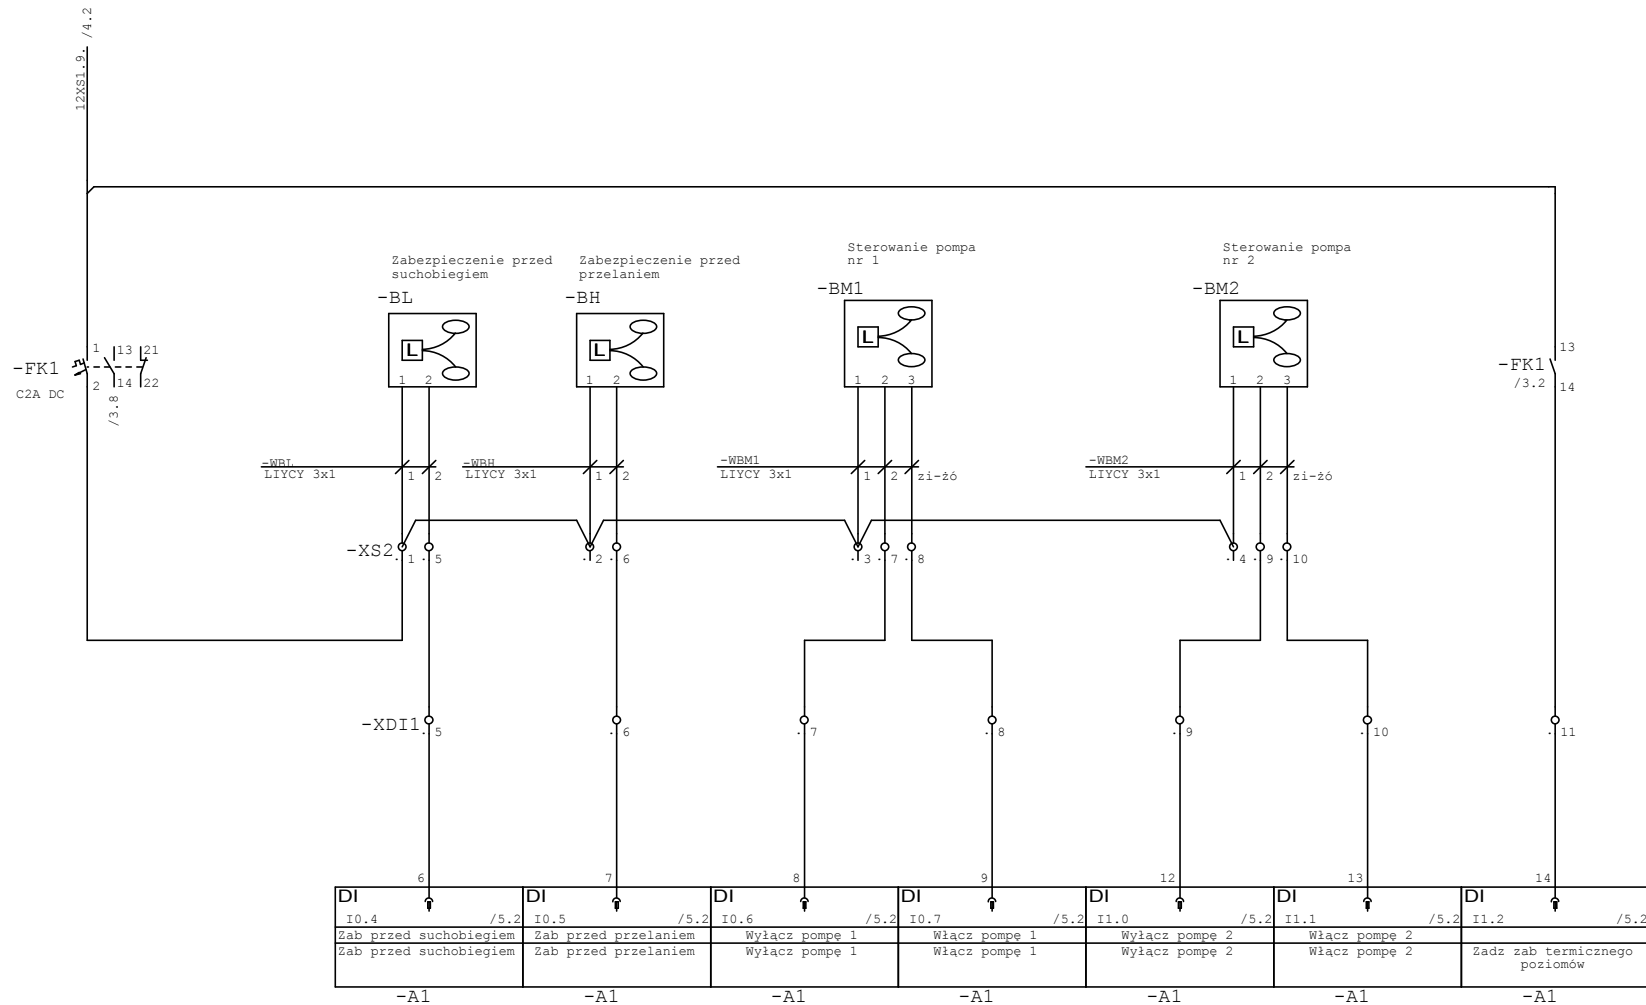 12XS1.9. /4.2
Zabezpieczenie przed
suchobiegiem
-BL
Zabezpieczenie przed
przelaniem
-BH
Sterowanie pompa
nr 1
-BM1
Sterowanie pompa
nr 2
-BM2
L
L
L
L
1 2
1 2
1 2 3
1 2 3
-FK1
C2A DC
1 13 21
2 14 22
/3.8
-FK1
/3.2
13
14
-WBL
LIYCY 3x1
1 2
-WBH
LIYCY 3x1
1 2
-WBM1
LIYCY 3x1
1 2 zi-żó
-WBM2
LIYCY 3x1
1 2 zi-żó
-XS2 1 5 2 6 3 7 8 4 9 10
-XDI1 5 6 7 8 9 10 11
6 7 8 9 12 13 14
DI DI DI DI DI DI DI
I0.4 /5.2 I0.5 /5.2 I0.6 /5.2 I0.7 /5.2 I1.0 /5.2 I1.1 /5.2 I1.2 /5.2
Zab przed suchobiegiem Zab przed przelaniem Wyłącz pompę 1 Włącz pompę 1 Wyłącz pompę 2 Włącz pompę 2
Zab przed suchobiegiem Zab przed przelaniem Wyłącz pompę 1 Włącz pompę 1 Wyłącz pompę 2 Włącz pompę 2 Zadz zab termicznego
poziomów
-A1 -A1 -A1 -A1 -A1 -A1 -A1